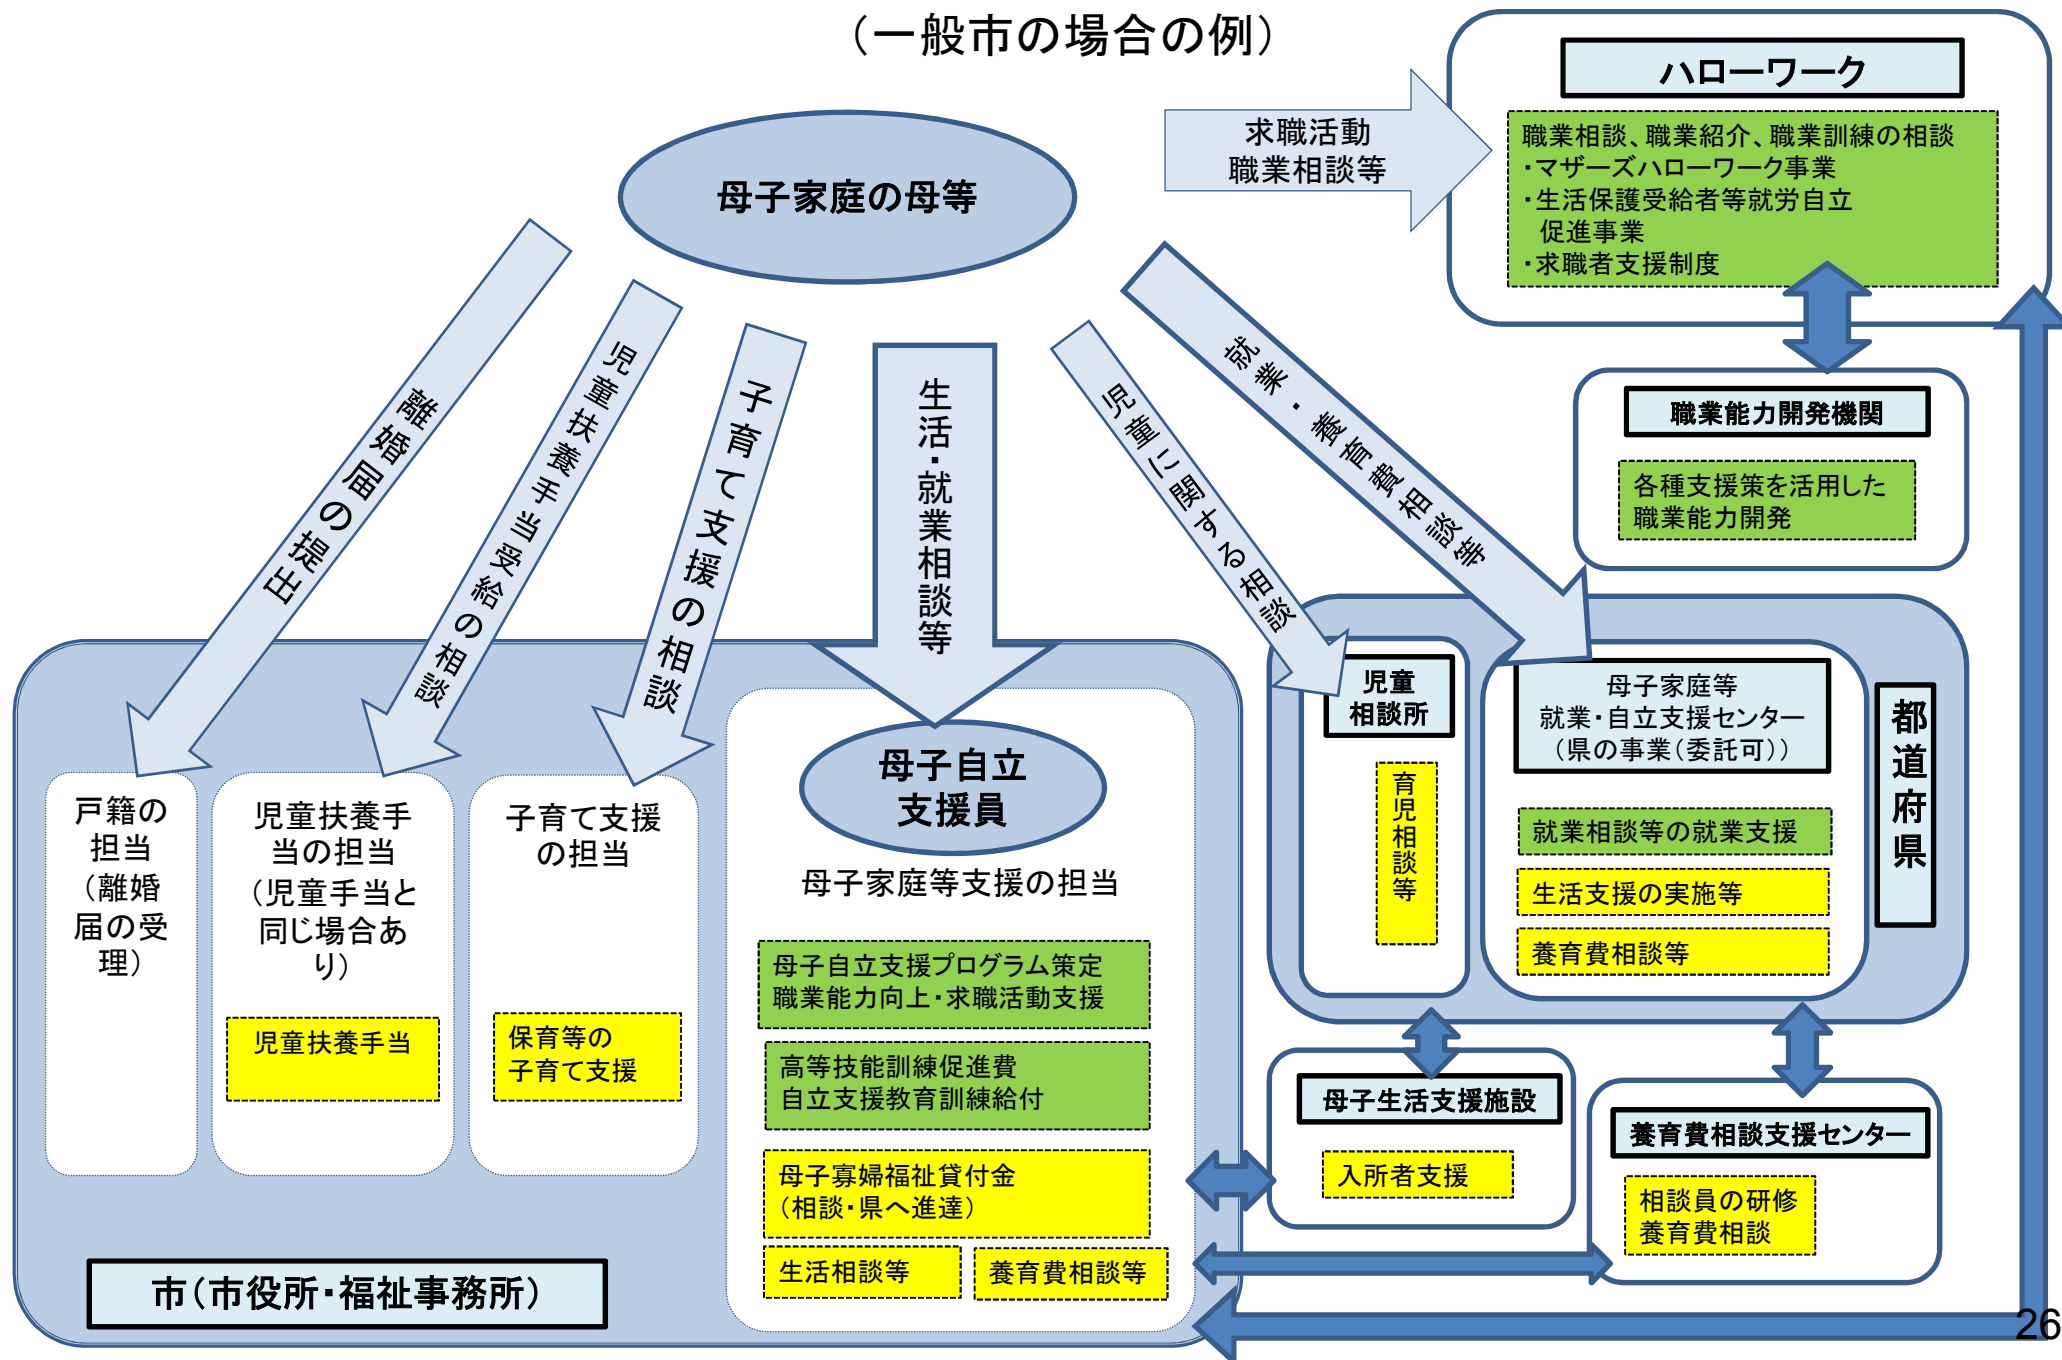 （一般市の場合の例）
母子家庭の母等
求職活動
職業相談等
ハローワーク
職業相談、職業紹介、職業訓練の相談
・マザーズハローワーク事業
・生活保護受給者等就労自立
促進事業
・求職者支援制度
離婚届の提出
児童扶養手当受給の相談
子育て支援の相談
生活・就業相談等
児童に関する相談
就業・養育費相談等
職業能力開発機関
各種支援策を活用した
職業能力開発
戸籍の
担当
（離婚
届の受
理）
児童扶養手
当の担当
（児童手当と
同じ場合あ
り）
児童扶養手当
子育て支援
の担当
保育等の
子育て支援
母子自立
支援員
母子家庭等支援の担当
母子自立支援プログラム策定
職業能力向上・求職活動支援
高等技能訓練促進費
自立支援教育訓練給付
母子寡婦福祉貸付金
（相談・県へ進達）
生活相談等
養育費相談等
市（市役所・福祉事務所）
児童
相談所
育児相談等
母子家庭等
就業・自立支援センター
（県の事業（委託可））
就業相談等の就業支援
生活支援の実施等
養育費相談等
都道府県
母子生活支援施設
入所者支援
養育費相談支援センター
相談員の研修
養育費相談
26